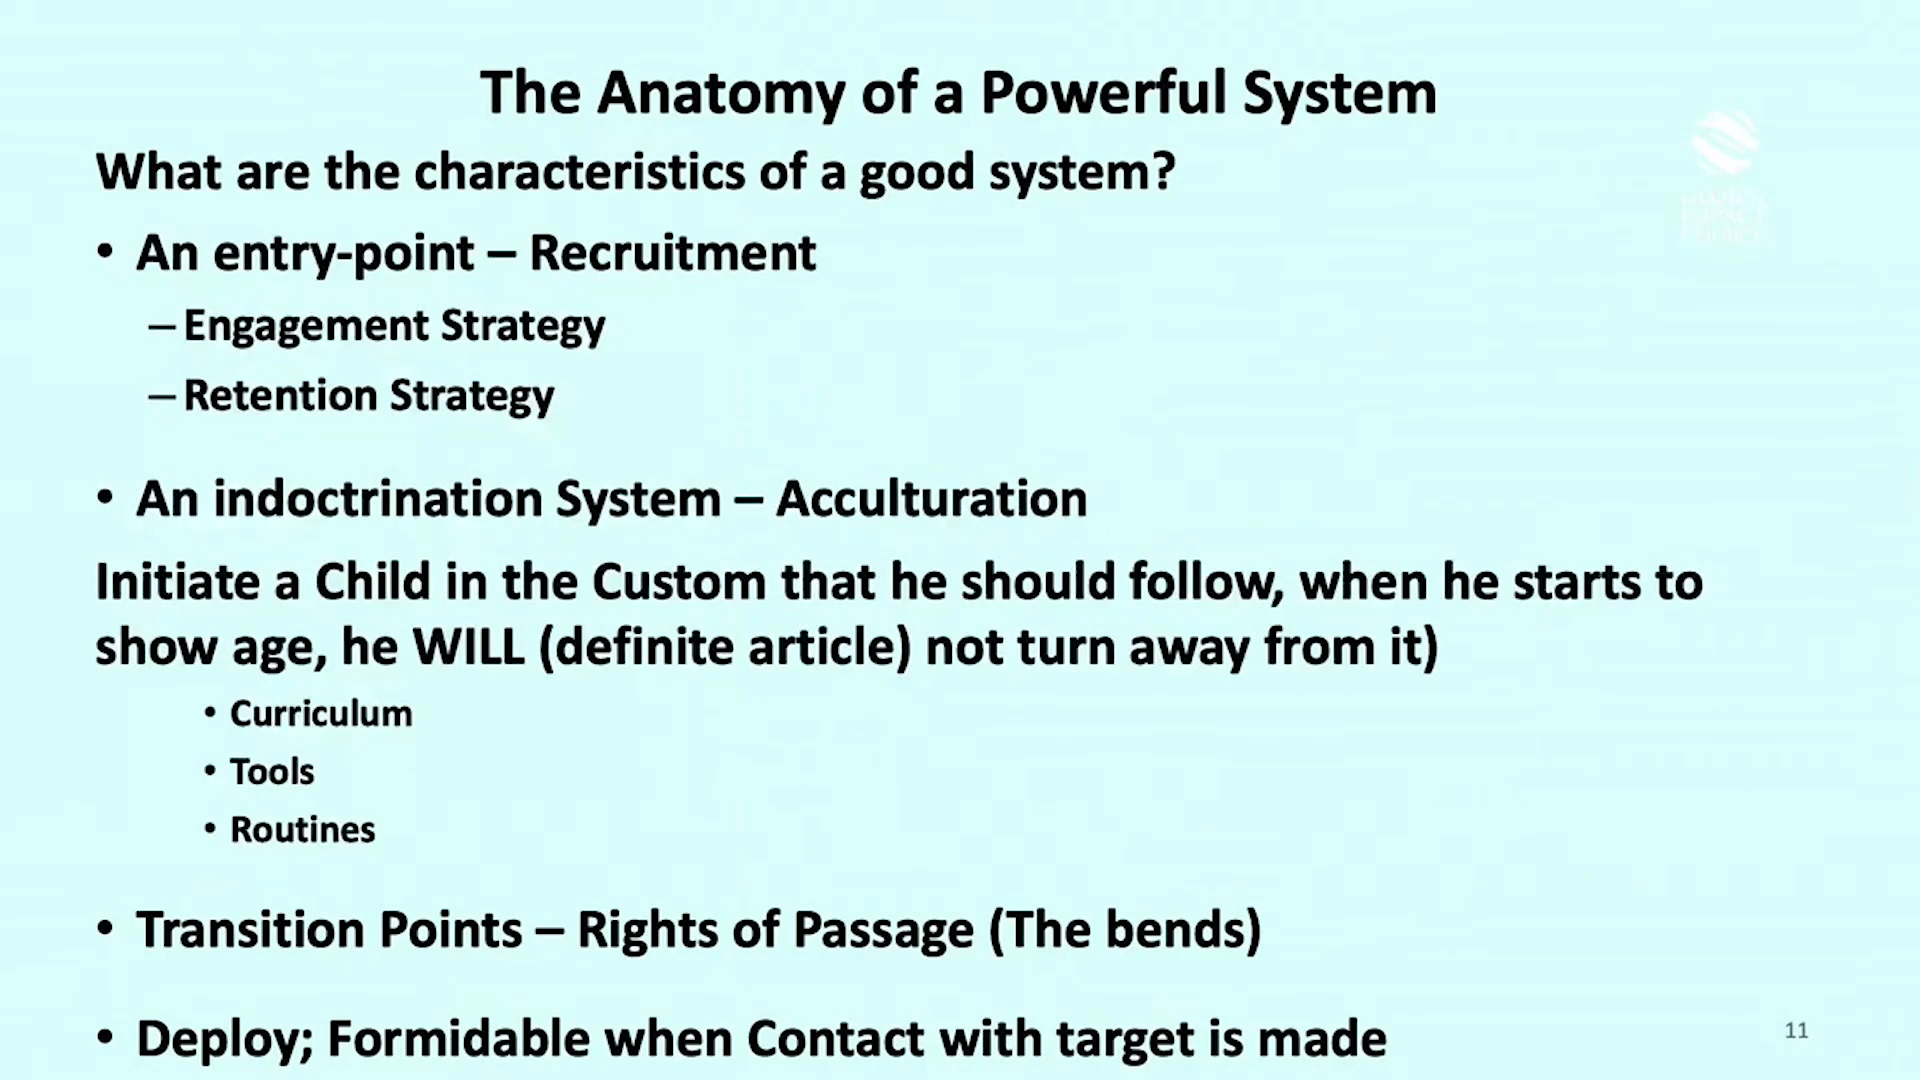 The Anatomy of a Powerful System
What are the characteristics of a good system?
• An entry-point – Recruitment
– Engagement Strategy
– Retention Strategy
• An indoctrination System – Acculturation
Initiate a Child in the Custom that he should follow, when he starts to
show age, he WILL (definite article) not turn away from it)
• Curriculum
• Tools
• Routines
• Transition Points – Rights of Passage (The bends)
• Deploy; Formidable when Contact with target is made
11